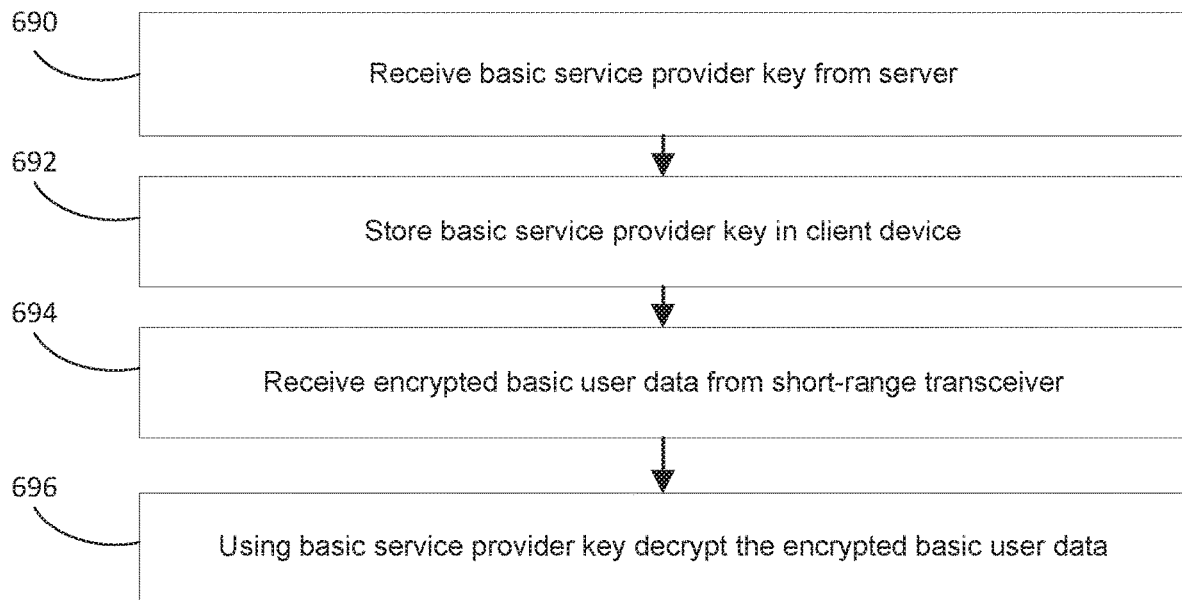 690
Receive basic service provider key from server
692
Store basic service provider key in client device
694
Receive encrypted basic user data from short-range transceiver
696
Using basic service provider key decrypt the encrypted basic user data